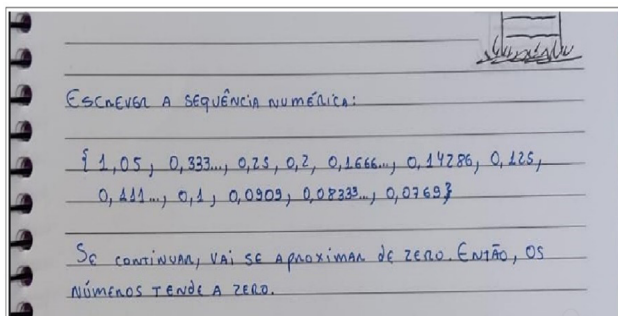 ESCREVER A SEQUÊNCIA NUMÉRICA:
{ 1,05, 0,333..., 0,25, 0,2, 0,1666..., 0,14286, 0,125,
0,111..., 0,1, 0,0909, 0,08333..., 0,0769}
SE CONTINUAR, VAI SE APROXIMAR DE ZERO. ENTÃO, OS
NÚMEROS TENDE A ZERO.